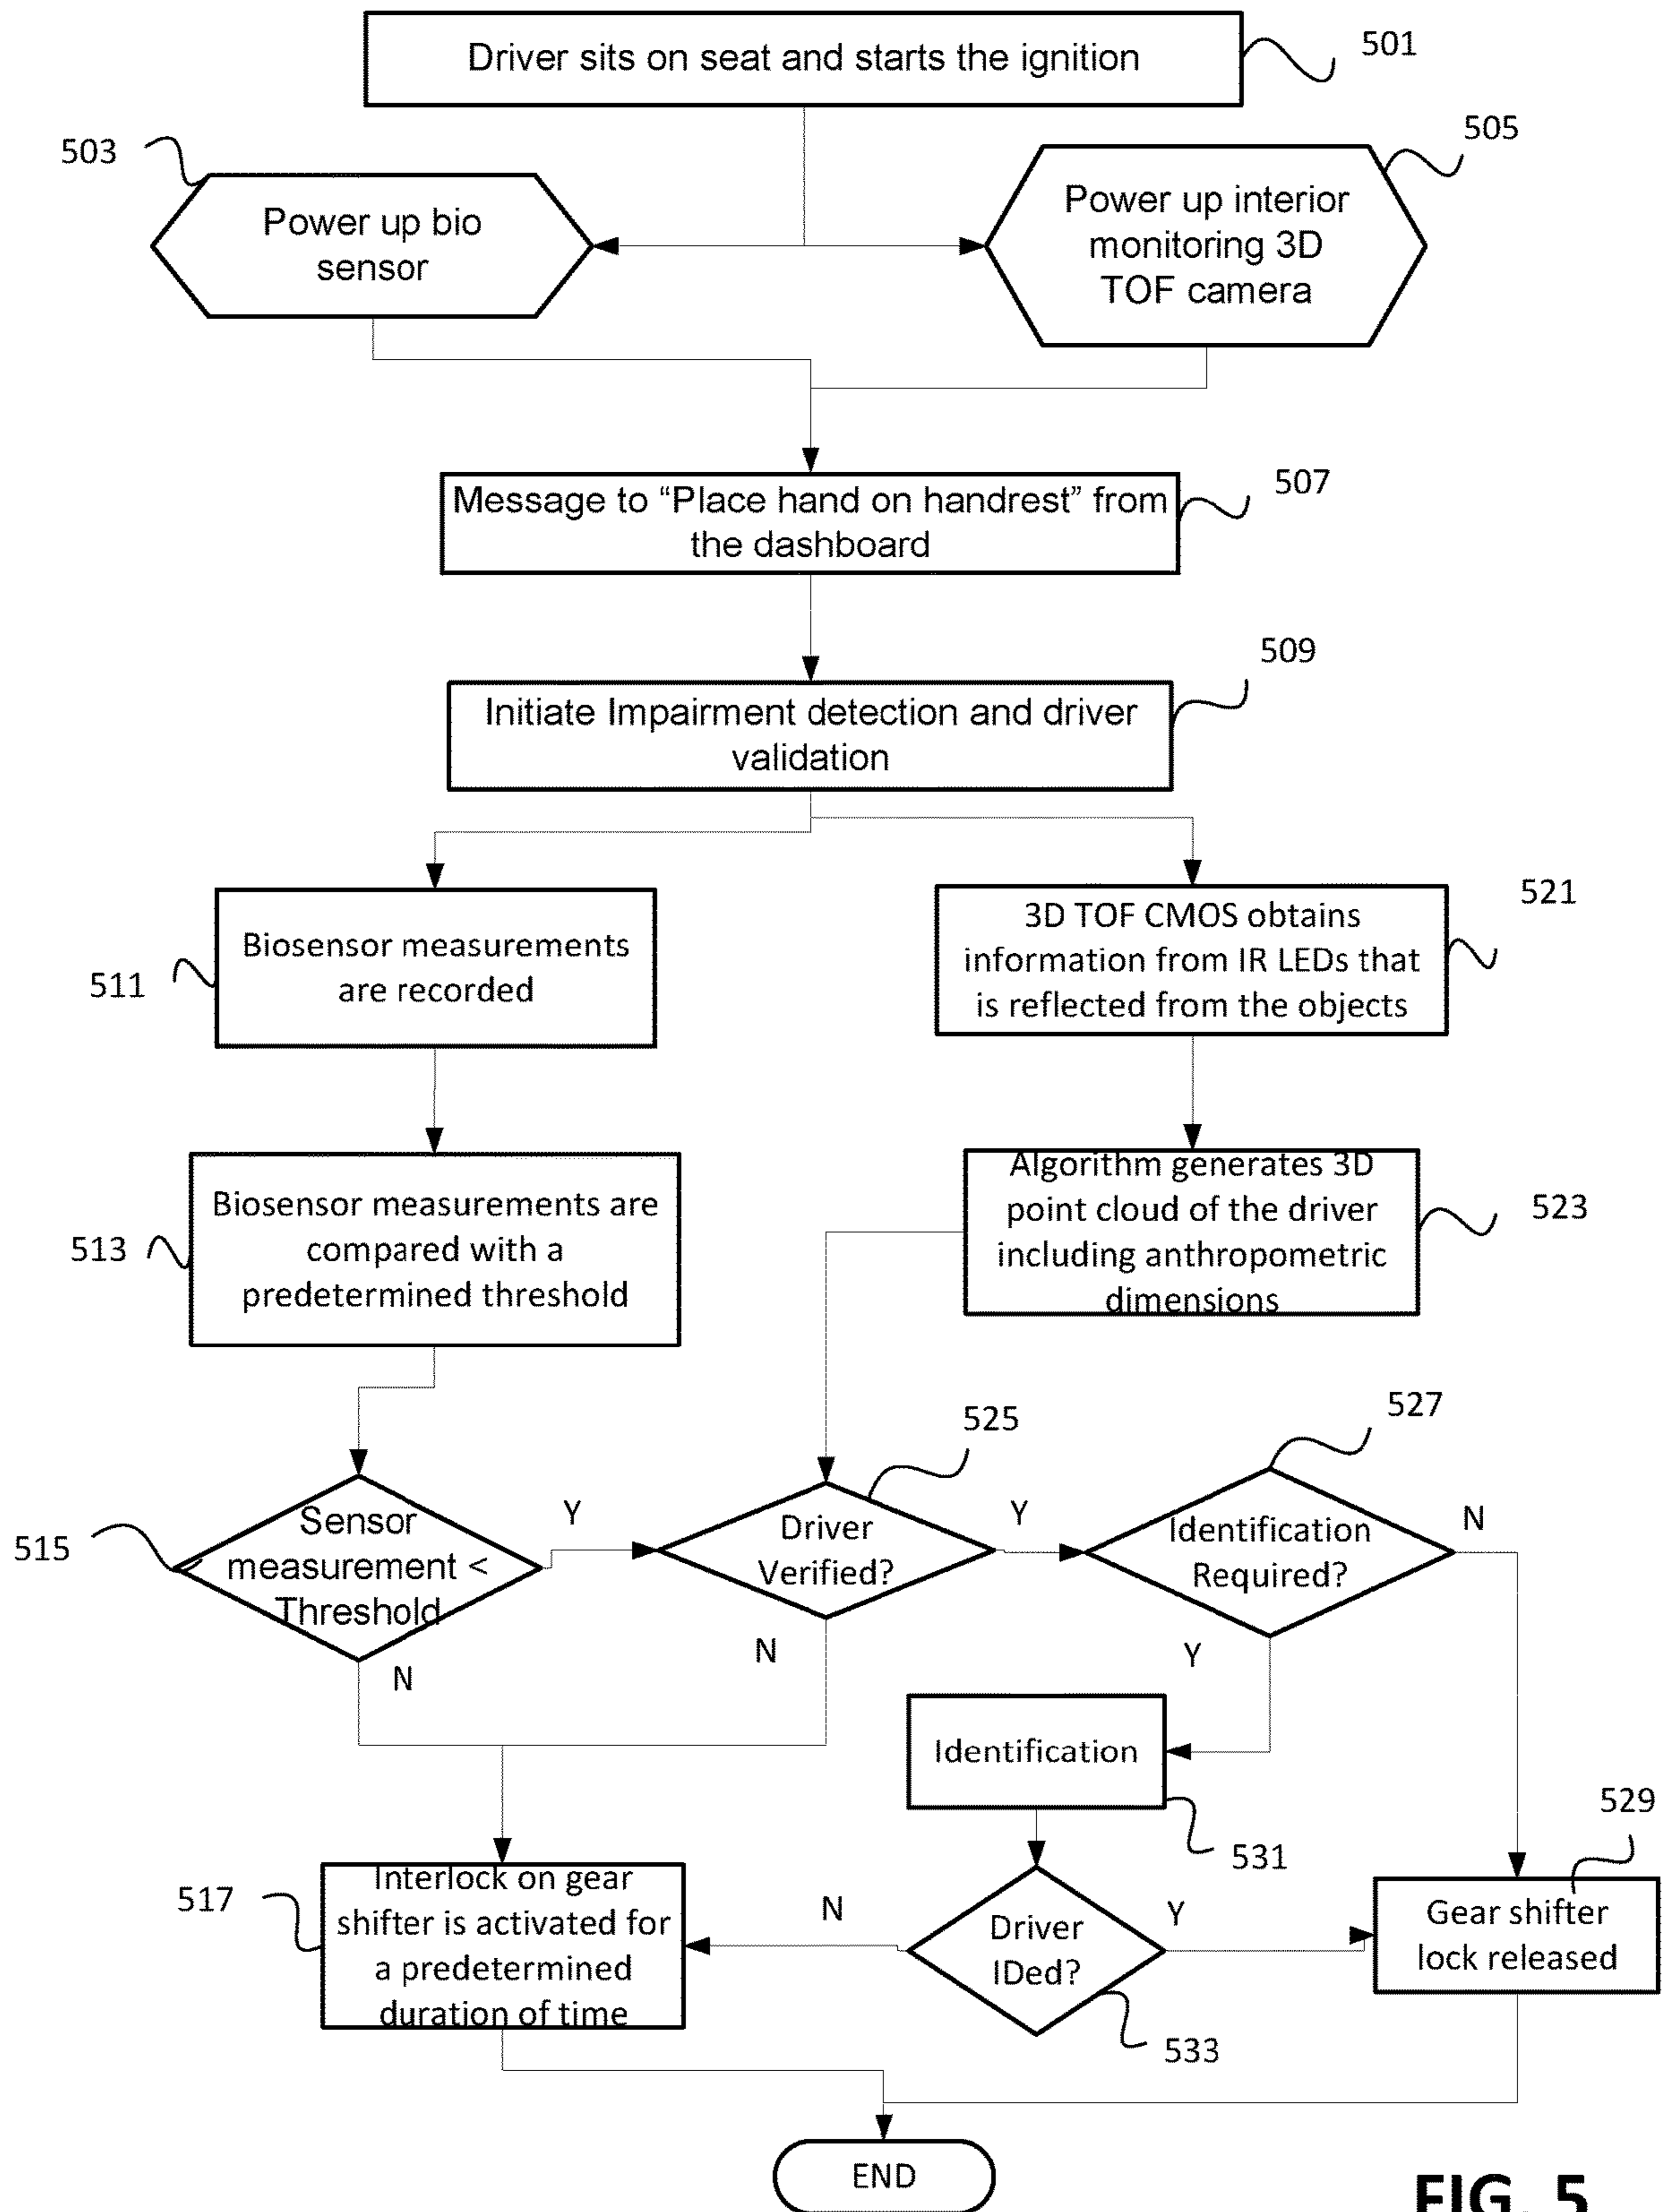 Driver sits on seat and starts the ignition
501
503
505
Power up bio
sensor
Power up interior
monitoring 3D
TOF camera
Message to “Place hand on handrest” from
the dashboard
507
509
Initiate Impairment detection and driver
validation
511
Biosensor measurements
are recorded
3D TOF CMOS obtains
information from IR LEDs that
is reflected from the objects
521
513
Biosensor measurements are
compared with a
predetermined threshold
Algorithm generates 3D
point cloud of the driver
including anthropometric
dimensions
523
515
Sensor
measurement <
Threshold
Y
N
525
Driver
Verified?
Y
N
527
Identification
Required?
N
Y
Identification
531
529
517
Interlock on gear
shifter is activated for
a predetermined
duration of time
N
Driver
IDed?
Y
533
Gear shifter
lock released
END
FIG. 5